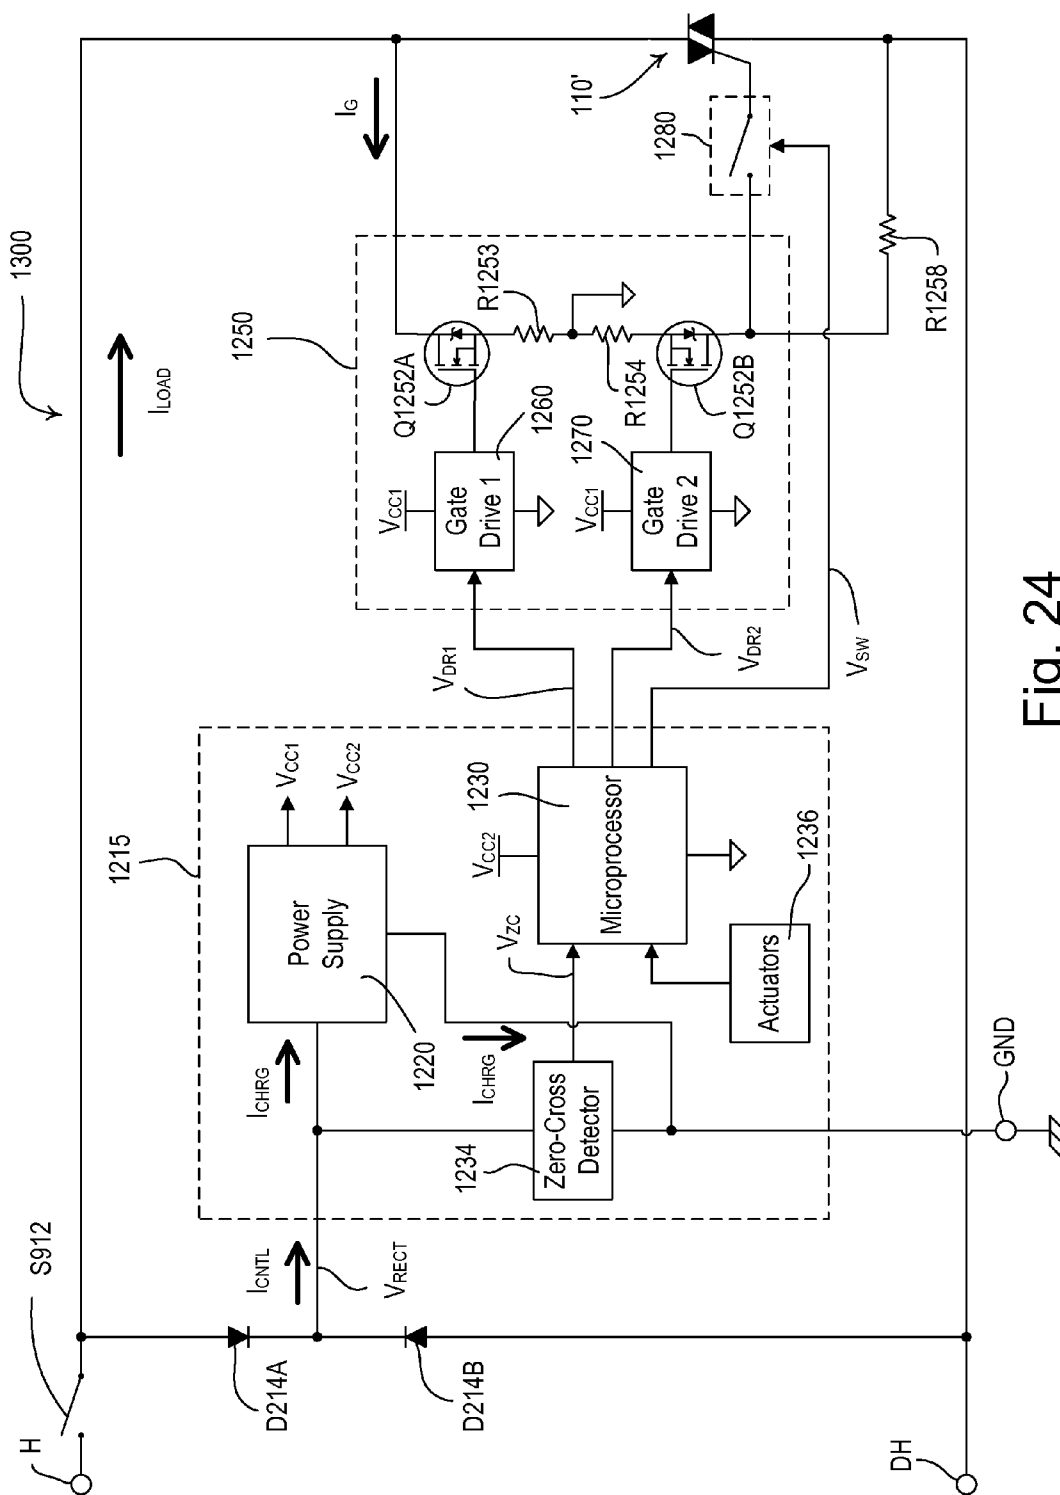 1300
ILOAD
IG
110'
1280
1250
Q1252A
R1253
1260
VCC1
Gate
Drive 1
R1254
1270
VCC1
Gate
Drive 2
Q1252B
R1258
VDR1
VDR2
VSW
1215
Power
Supply
VCC1
VCC2
1220
ICHRG
ICHRG
VCC2
1230
Microprocessor
VZC
1234
Zero-Cross
Detector
Actuators
1236
GND
S912
H
ICNTL
VRECT
D214A
D214B
DH
Fig. 24